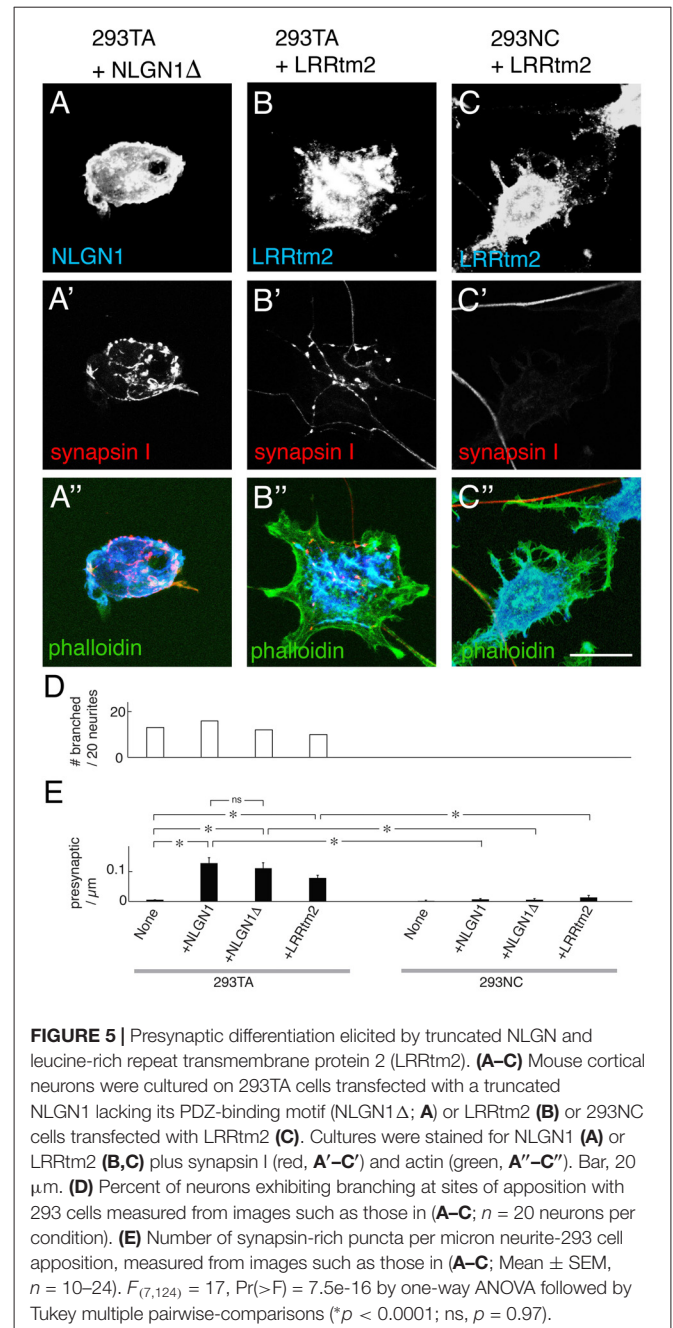 293TA
+ NLGN1Δ
293TA
+ LRRtm2
293NC
+ LRRtm2
A
NLGN1
B
LRRtm2
C
LRRtm2
A'
synapsin I
B'
synapsin I
C'
synapsin I
A''
phalloidin
B''
phalloidin
C''
phalloidin
D
# branched
/ 20 neurites
20
0
E
presynaptic
/ μm
0.1
0
ns
*
*
*
*
*
*
None
+NLGN1
+NLGN1Δ
+LRRtm2
None
+NLGN1
+NLGN1Δ
+LRRtm2
293TA
293NC
FIGURE 5 | Presynaptic differentiation elicited by truncated NLGN and
leucine-rich repeat transmembrane protein 2 (LRRtm2). (A–C) Mouse cortical
neurons were cultured on 293TA cells transfected with a truncated
NLGN1 lacking its PDZ-binding motif (NLGN1Δ; A) or LRRtm2 (B) or 293NC
cells transfected with LRRtm2 (C). Cultures were stained for NLGN1 (A) or
LRRtm2 (B,C) plus synapsin I (red, A′–C′) and actin (green, A″–C″). Bar, 20
μm. (D) Percent of neurons exhibiting branching at sites of apposition with
293 cells measured from images such as those in (A–C; n = 20 neurons per
condition). (E) Number of synapsin-rich puncta per micron neurite-293 cell
apposition, measured from images such as those in (A–C; Mean ± SEM,
n = 10–24). F(7,124) = 17, Pr(>F) = 7.5e-16 by one-way ANOVA followed by
Tukey multiple pairwise-comparisons (*p < 0.0001; ns, p = 0.97).